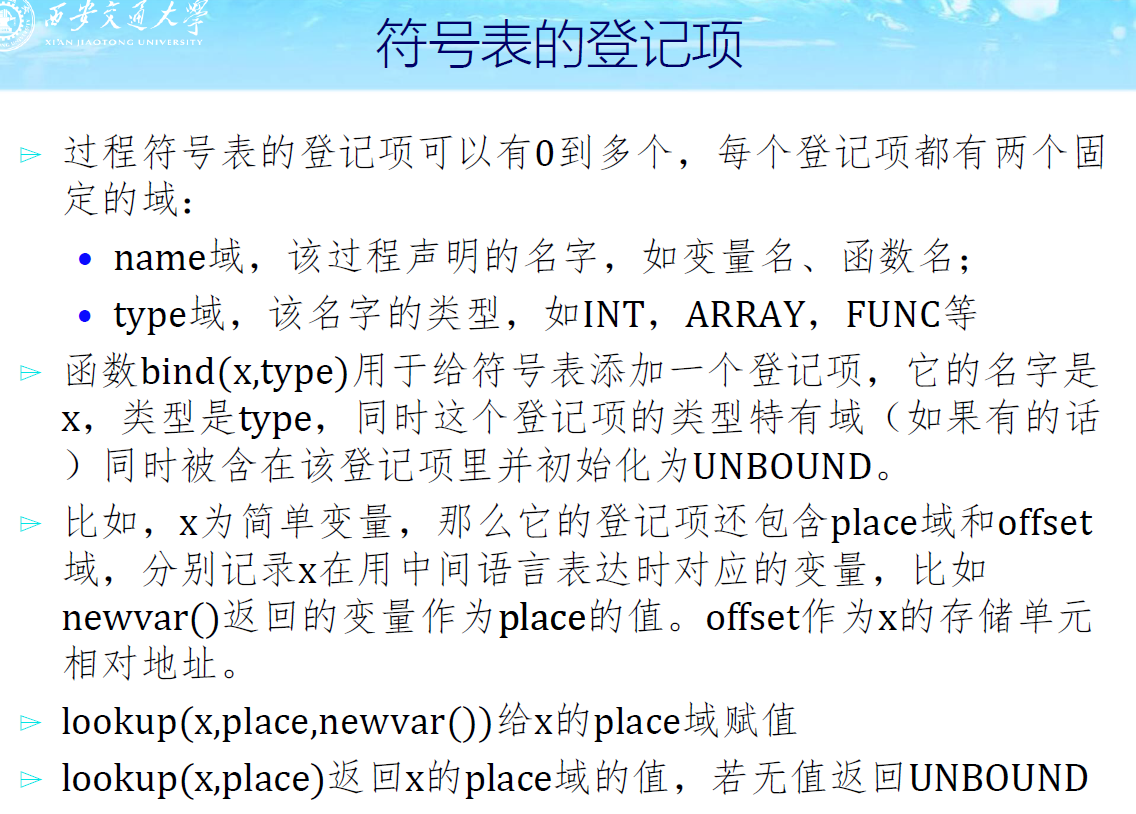 西安交通大學
XI'AN JIAOTONG UNIVERSITY
符号表的登记项
过程符号表的登记项可以有0到多个，每个登记项都有两个固
定的域：
name域，该过程声明的名字，如变量名、函数名；
type域，该名字的类型，如INT，ARRAY，FUNC等
函数bind(x,type)用于给符号表添加一个登记项，它的名字是
x，类型是type，同时这个登记项的类型特有域（如果有的话
）同时被含在该登记项里并初始化为UNBOUND。
比如，x为简单变量，那么它的登记项还包含place域和offset
域，分别记录x在用中间语言表达时对应的变量，比如
newvar()返回的变量作为place的值。offset作为x的存储单元
相对地址。
lookup(x,place,newvar())给x的place域赋值
lookup(x,place)返回x的place域的值，若无值返回UNBOUND